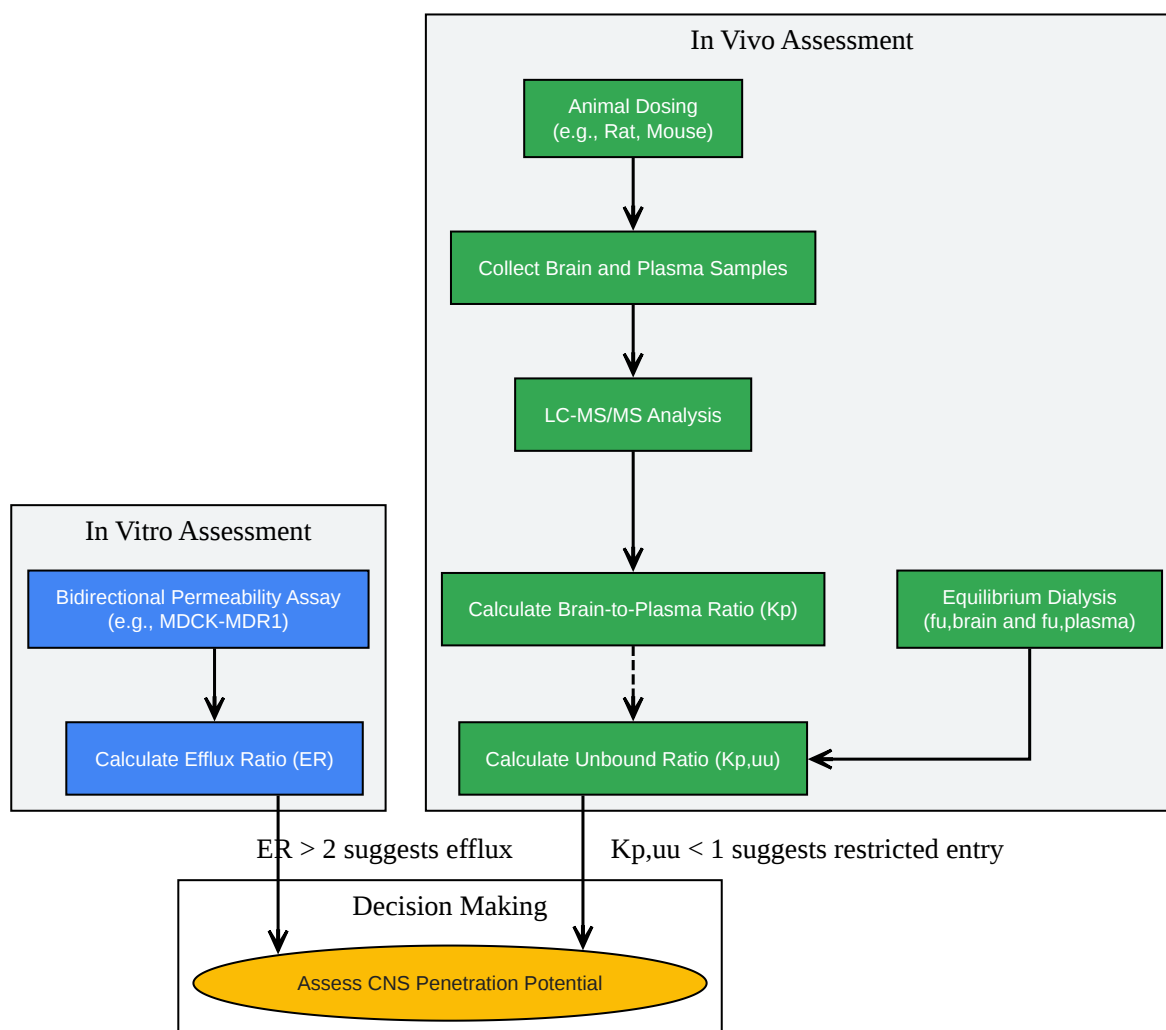 In Vivo Assessment
Animal Dosing
(e.g., Rat, Mouse)
Collect Brain and Plasma Samples
LC-MS/MS Analysis
In Vitro Assessment
Bidirectional Permeability Assay
(e.g., MDCK-MDR1)
Calculate Brain-to-Plasma Ratio (Kp)
Equilibrium Dialysis
(fu,brain and fu,plasma)
Calculate Efflux Ratio (ER)
Calculate Unbound Ratio (Kp,uu)
ER > 2 suggests efflux
Kp,uu < 1 suggests restricted entry
Decision Making
Assess CNS Penetration Potential